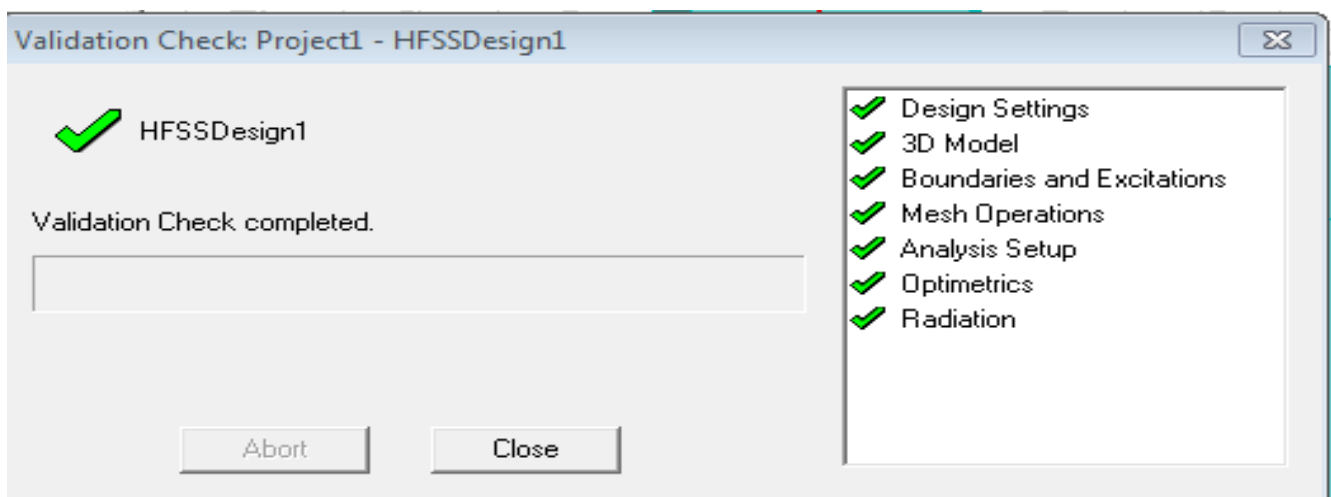 Validation Check: Project1 - HFSSDesign1
HFSSDesign1
Validation Check completed.
Abort
Close
Design Settings
3D Model
Boundaries and Excitations
Mesh Operations
Analysis Setup
Optimetrics
Radiation